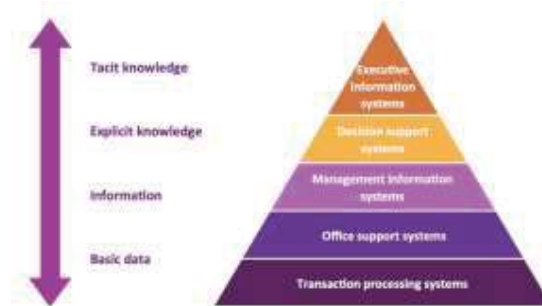 Tacit knowledge
Explicit knowledge
Information
Basic data
Executive
information
systems
Decision support
systems
Management information
systems
Office support systems
Transaction processing systems